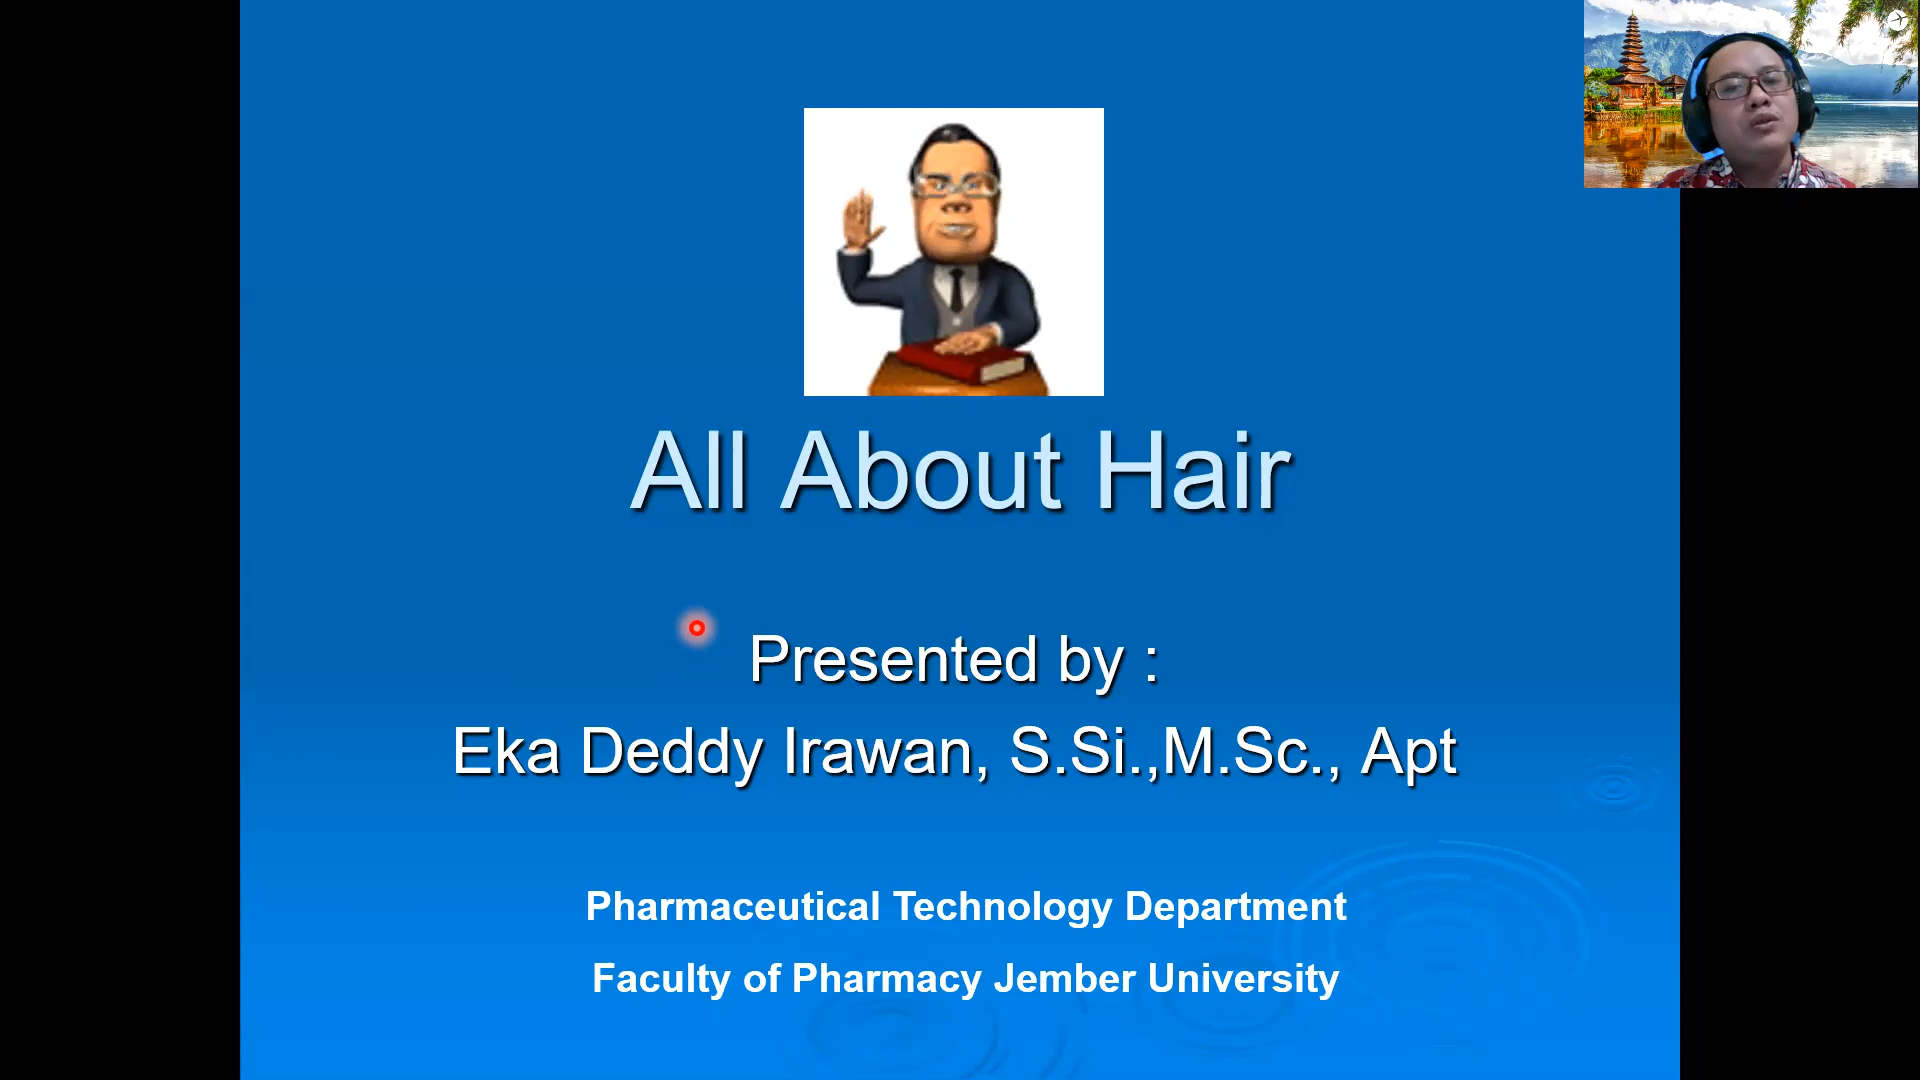 All About Hair
Presented by :
Eka Deddy Irawan, S.Si.,M.Sc., Apt
Pharmaceutical Technology Department
Faculty of Pharmacy Jember University